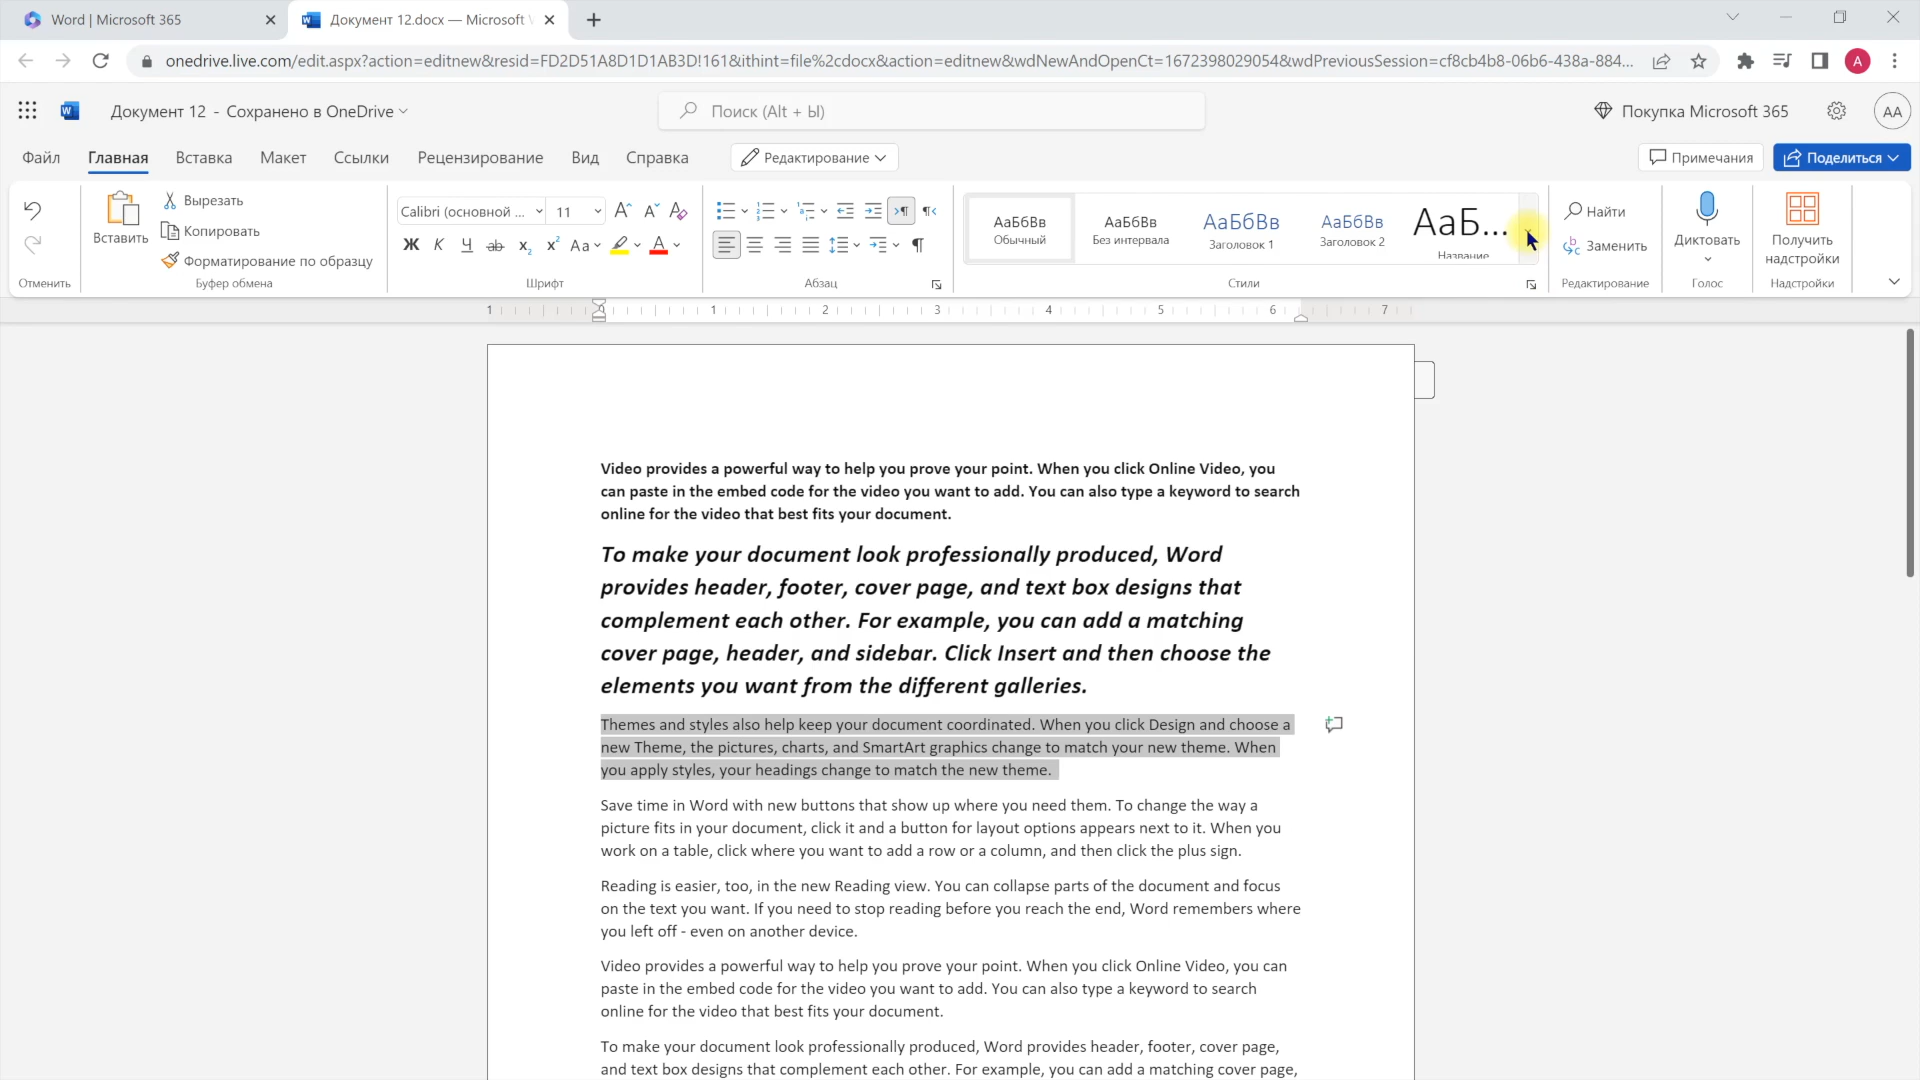 Word | Microsoft 365
Документ 12.docx — Microsoft
onedrive.live.com/edit.aspx?action=editnew&resid=FD2D51A8D1D1AB3D!161&ithint=file%2cdocx&action=editnew&wdNewAndOpenCt=1672398029054&wdPreviousSession=cf8cb4b8-06b6-438a-884...
A
Документ 12 - Сохранено в OneDrive
Поиск (Alt + Ы)
Покупка Microsoft 365
AA
Файл Главная Вставка Макет Ссылки Рецензирование Вид Справка Редактирование Примечания Поделиться
Вставить
Вырезать
Копировать
Форматирование по образцу
Calibri (основной ... 11
Ж К Ч ab x₂ x² Aa A
АаБбВв
Обычный
АаБбВв
Без интервала
АаБбВв
Заголовок 1
АаБбВв
Заголовок 2
АаБ...
Название
Найти
Заменить
Диктовать
Получить
надстройки
Отменить Буфер обмена Шрифт Абзац Стили Редактирование Голос Надстройки
1 1 2 3 4 5 6 7
Video provides a powerful way to help you prove your point. When you click Online Video, you
can paste in the embed code for the video you want to add. You can also type a keyword to search
online for the video that best fits your document.
To make your document look professionally produced, Word
provides header, footer, cover page, and text box designs that
complement each other. For example, you can add a matching
cover page, header, and sidebar. Click Insert and then choose the
elements you want from the different galleries.
Themes and styles also help keep your document coordinated. When you click Design and choose a
new Theme, the pictures, charts, and SmartArt graphics change to match your new theme. When
you apply styles, your headings change to match the new theme.
Save time in Word with new buttons that show up where you need them. To change the way a
picture fits in your document, click it and a button for layout options appears next to it. When you
work on a table, click where you want to add a row or a column, and then click the plus sign.
Reading is easier, too, in the new Reading view. You can collapse parts of the document and focus
on the text you want. If you need to stop reading before you reach the end, Word remembers where
you left off - even on another device.
Video provides a powerful way to help you prove your point. When you click Online Video, you can
paste in the embed code for the video you want to add. You can also type a keyword to search
online for the video that best fits your document.
To make your document look professionally produced, Word provides header, footer, cover page,
and text box designs that complement each other. For example, you can add a matching cover page,